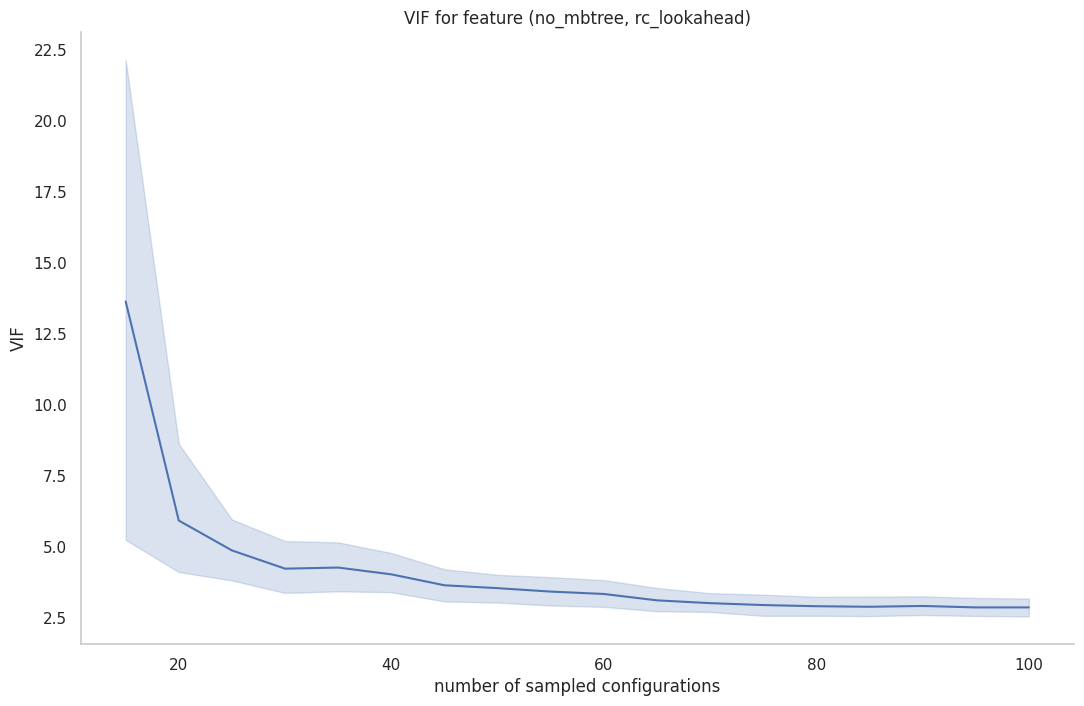 VIF for feature (no_mbtree, rc_lookahead)
22.5
20.0
17.5
15.0
12.5
10.0
7.5
5.0
2.5
VIF
20 40 60 80 100
number of sampled configurations